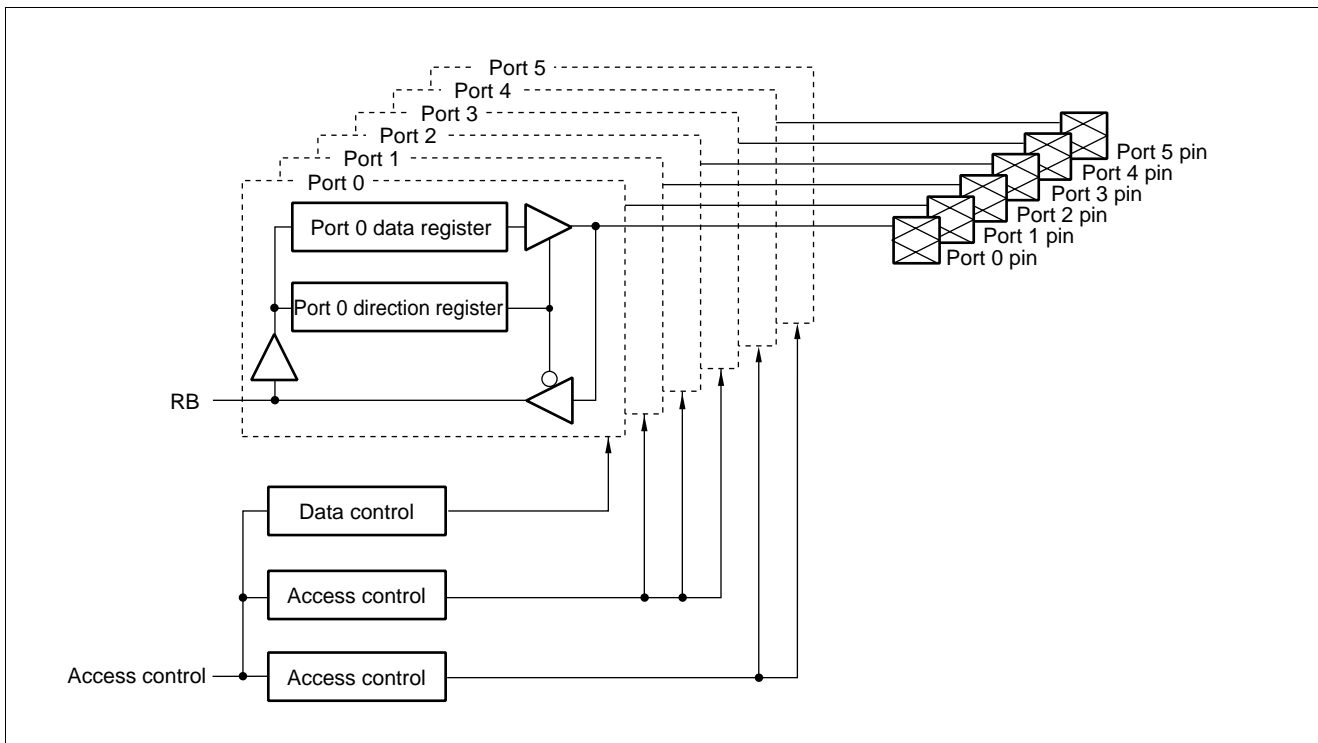 Port 5
Port 4
Port 3
Port 2
Port 1
Port 0
Port 0 data register
Port 0 direction register
RB
Port 5 pin
Port 4 pin
Port 3 pin
Port 2 pin
Port 1 pin
Port 0 pin
Data control
Access control
Access control
Access control